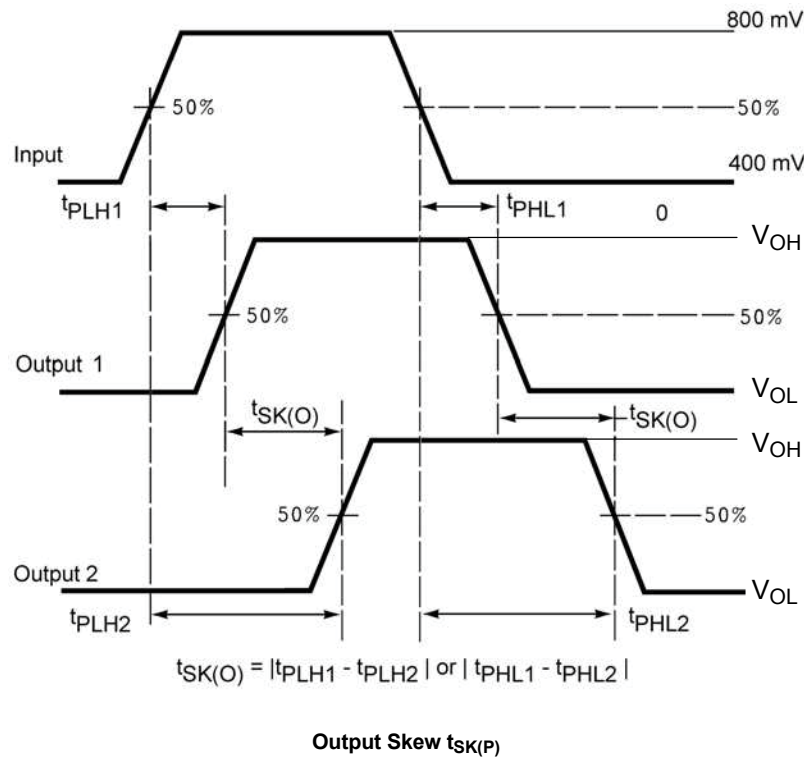 800 mV
50% 50%
Input 400 mV
tPLH1 tPHL1 0
VOH
50% 50%
Output 1 VOL
tSK(O) tSK(O)
VOH
50% 50%
Output 2 VOL
tPLH2 tPHL2
tSK(O) = |tPLH1 - tPLH2 | or | tPHL1 - tPHL2 |
Output Skew tSK(P)